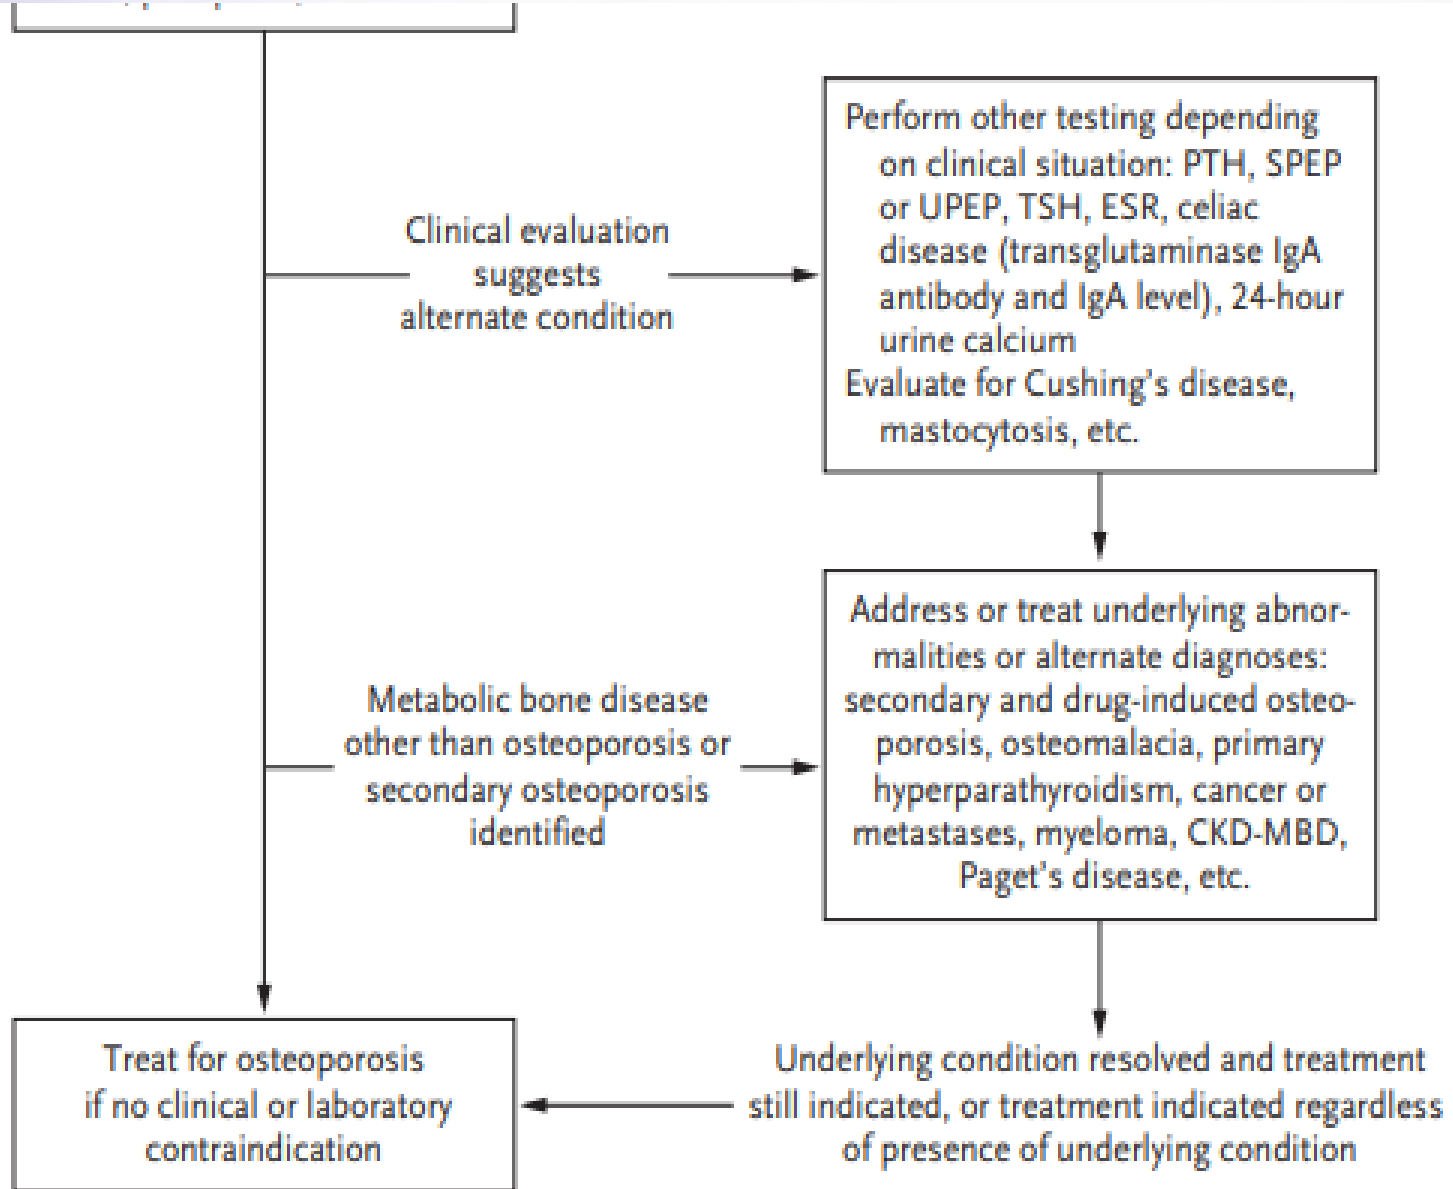 Perform other testing depending
on clinical situation: PTH, SPEP
or UPEP, TSH, ESR, celiac
disease (transglutaminase IgA
antibody and IgA level), 24-hour
urine calcium
Evaluate for Cushing's disease,
mastocytosis, etc.
Clinical evaluation
suggests
alternate condition
Address or treat underlying abnor-
malities or alternate diagnoses:
secondary and drug-induced osteo-
porosis, osteomalacia, primary
hyperparathyroidism, cancer or
metastases, myeloma, CKD-MBD,
Paget's disease, etc.
Metabolic bone disease
other than osteoporosis or
secondary osteoporosis
identified
Treat for osteoporosis
if no clinical or laboratory
contraindication
Underlying condition resolved and treatment
still indicated, or treatment indicated regardless
of presence of underlying condition